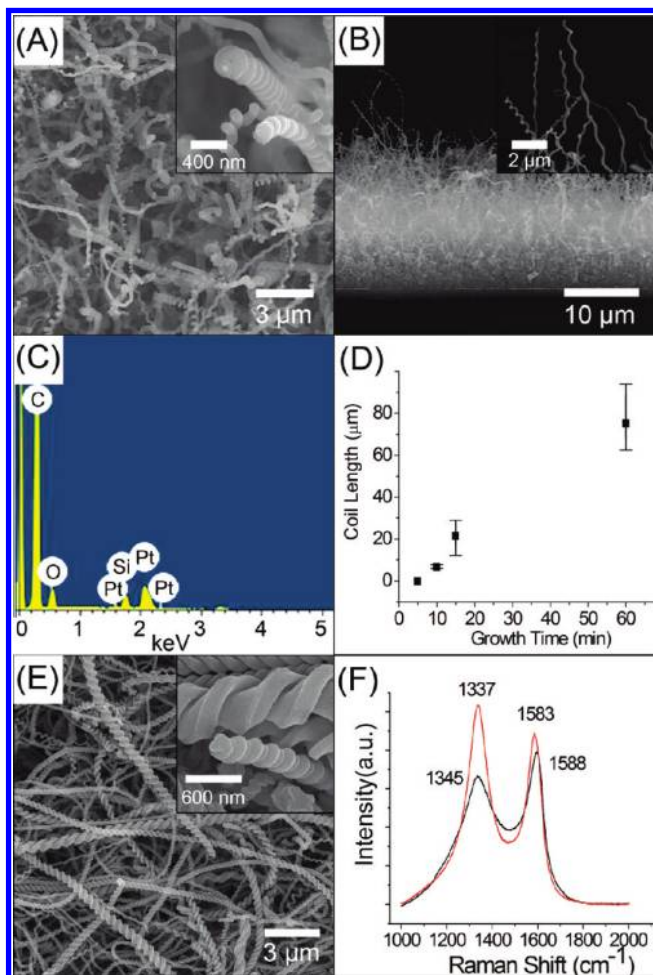 (A)
400 nm
3 µm
(B)
2 µm
10 µm
(C)
C
O
Pt
Si
Pt
Pt
0 1 2 3 4 5
keV
(D)
Coil Length (µm)
80
60
40
20
0
0 10 20 30 40 50 60
Growth Time (min)
(E)
600 nm
3 µm
(F)
1337
1583
1345
1588
Intensity(a.u.)
1000 1200 1400 1600 1800 2000
Raman Shift (cm⁻¹)